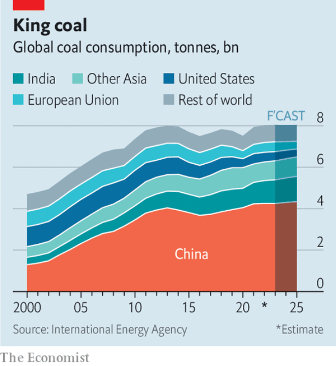 King coal
Global coal consumption, tonnes, bn
India Other Asia United States
European Union Rest of world
F'CAST
8
6
4
China
2
0
2000 05 10 15 20 * 25
Source: International Energy Agency *Estimate
The Economist